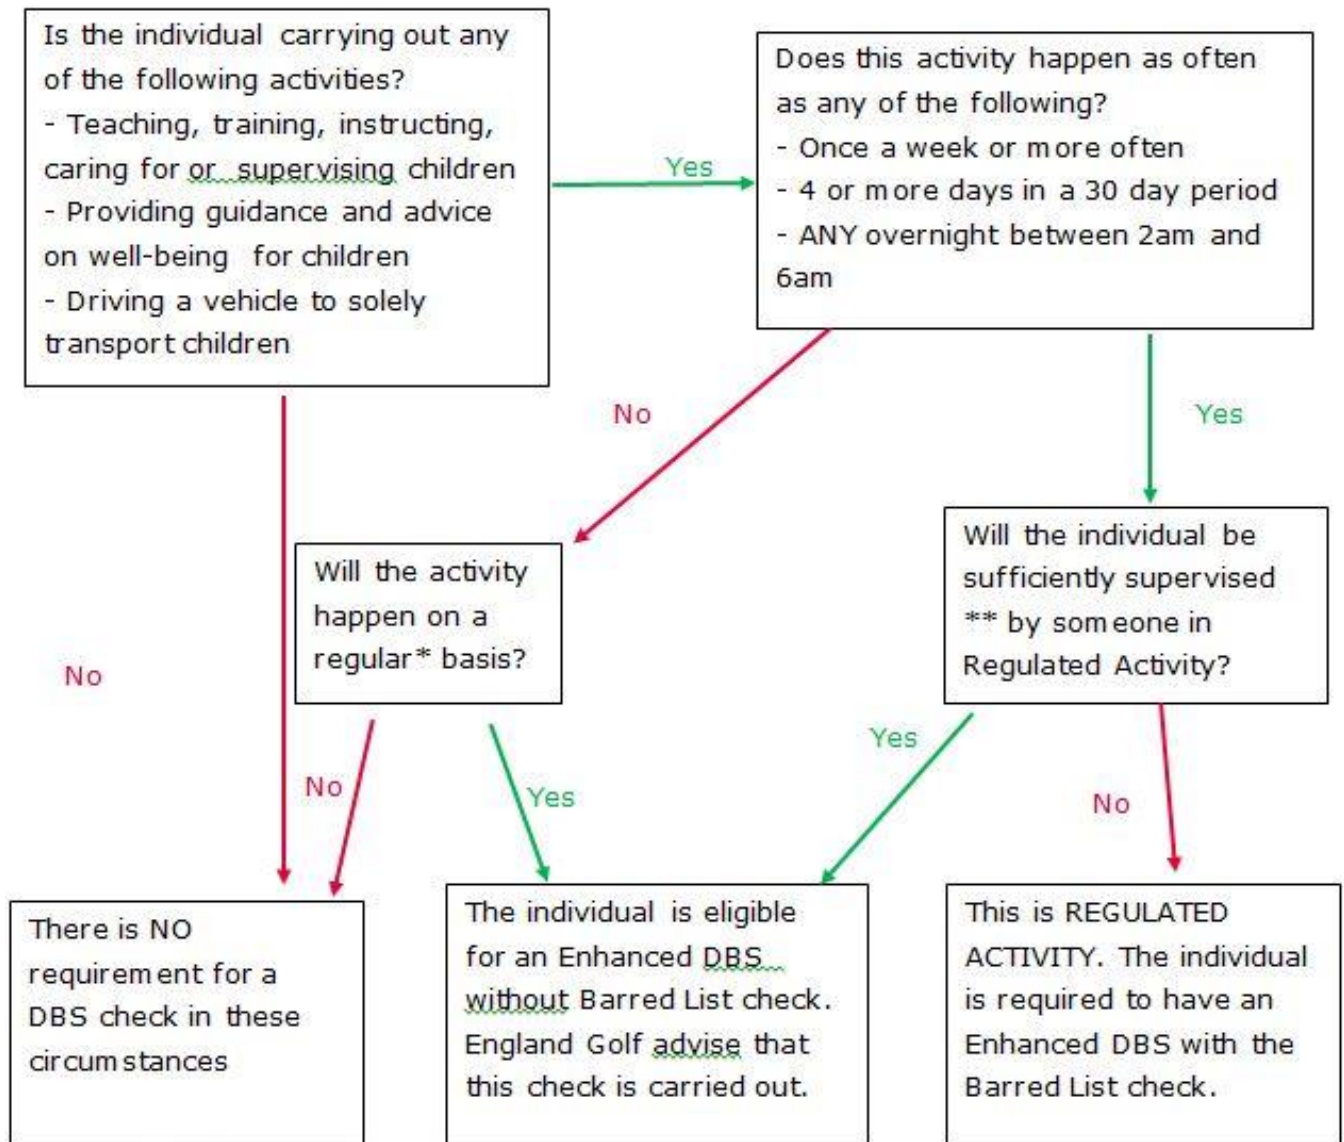 Is the individual carrying out any
of the following activities?
- Teaching, training, instructing,
caring for or supervising children
- Providing guidance and advice
on well-being for children
- Driving a vehicle to solely
transport children
Yes
Does this activity happen as often
as any of the following?
- Once a week or more often
- 4 or more days in a 30 day period
- ANY overnight between 2am and
6am
No
Yes
Will the activity
happen on a
regular* basis?
Will the individual be
sufficiently supervised
** by someone in
Regulated Activity?
No
No
Yes
Yes
No
There is NO
requirement for a
DBS check in these
circumstances
The individual is eligible
for an Enhanced DBS
without Barred List check.
England Golf advise that
this check is carried out.
This is REGULATED
ACTIVITY. The individual
is required to have an
Enhanced DBS with the
Barred List check.